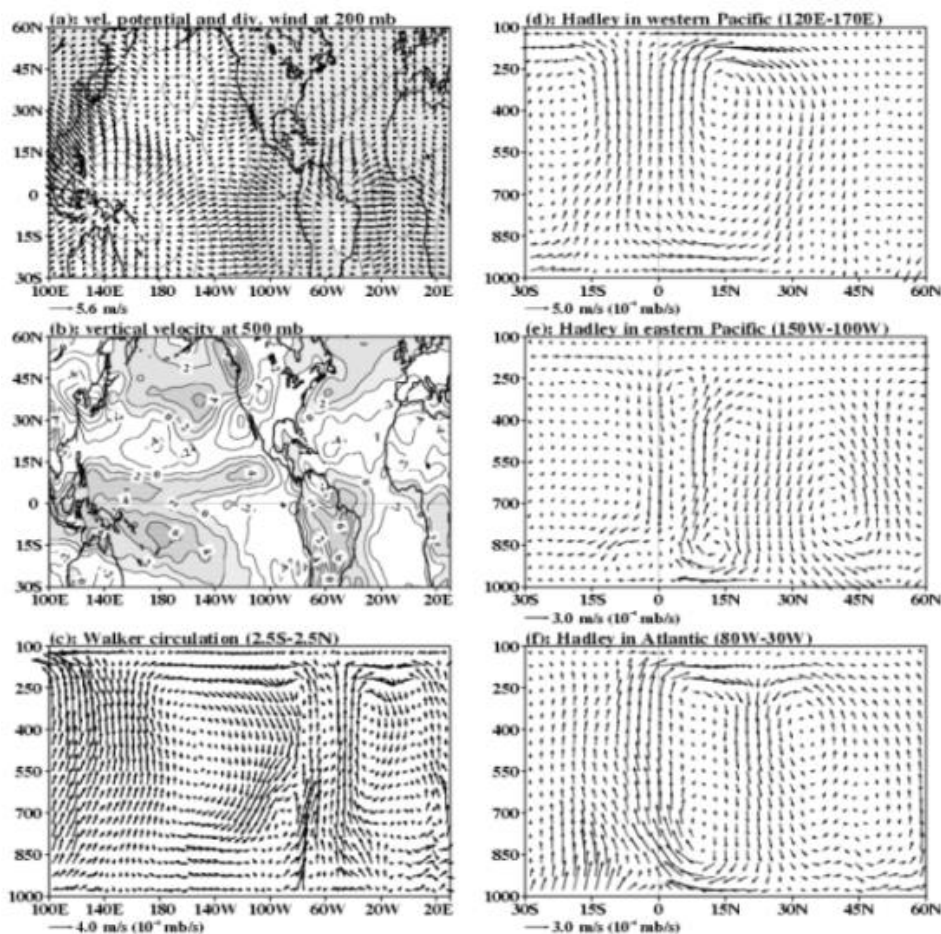 (a): vel. potential and div. wind at 200 mb
60N
45N
30N
15N
0
15S
30S
100E 140E 180 140W 100W 60W 20W 20E
5.6 m/s
(b): vertical velocity at 500 mb
60N
45N
30N
15N
0
15S
30S
100E 140E 180 140W 100W 60W 20W 20E
(c): Walker circulation (2.5S-2.5N)
100
250
400
550
700
850
1000
100E 140E 180 140W 100W 60W 20W 20E
4.0 m/s (10⁻⁴ mb/s)
(d): Hadley in western Pacific (120E-170E)
100
250
400
550
700
850
1000
30S 15S 0 15N 30N 45N 60N
5.0 m/s (10⁻⁴ mb/s)
(e): Hadley in eastern Pacific (150W-100W)
100
250
400
550
700
850
1000
30S 15S 0 15N 30N 45N 60N
3.0 m/s (10⁻⁴ mb/s)
(f): Hadley in Atlantic (80W-30W)
100
250
400
550
700
850
1000
30S 15S 0 15N 30N 45N 60N
3.0 m/s (10⁻⁴ mb/s)